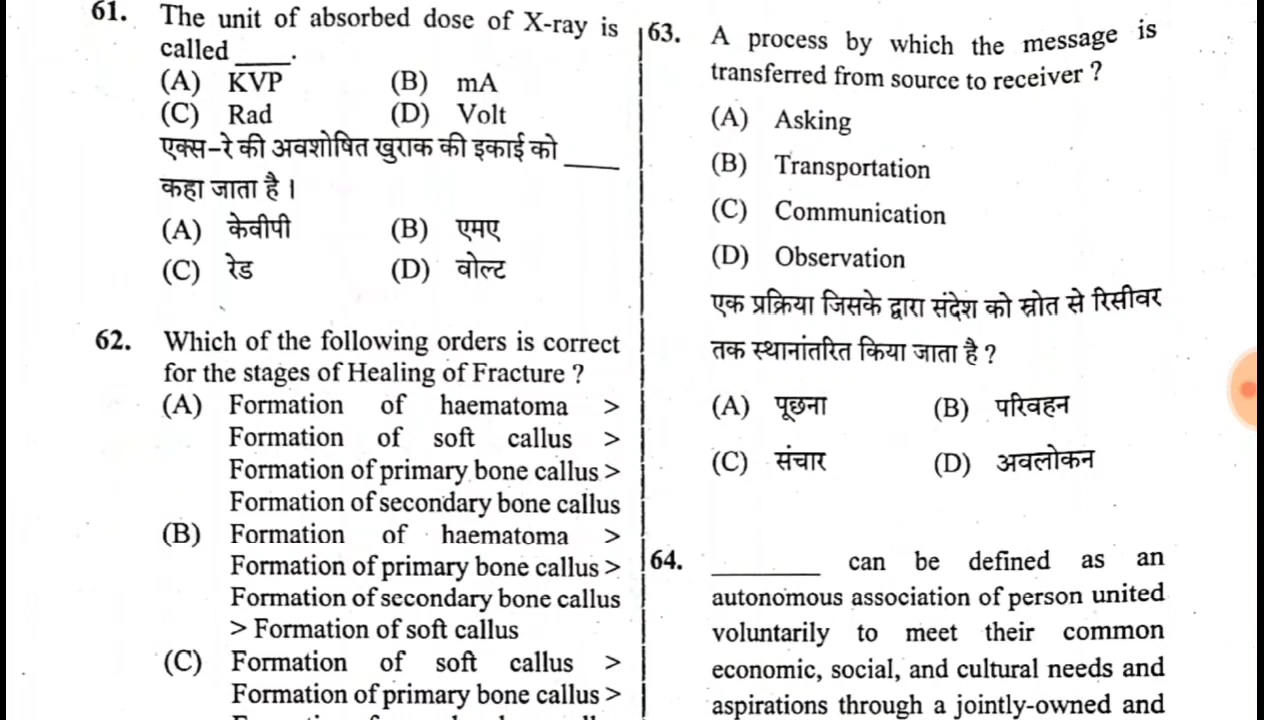 61. The unit of absorbed dose of X-ray is
called ____.
(A) KVP (B) mA
(C) Rad (D) Volt
एक्स-रे की अवशोषित खुराक की इकाई को ____
कहा जाता है ।
(A) केवीपी (B) एमए
(C) रेड (D) वोल्ट
62. Which of the following orders is correct
for the stages of Healing of Fracture ?
(A) Formation of haematoma >
Formation of soft callus >
Formation of primary bone callus >
Formation of secondary bone callus
(B) Formation of haematoma >
Formation of primary bone callus >
Formation of secondary bone callus
> Formation of soft callus
(C) Formation of soft callus >
Formation of primary bone callus >
63. A process by which the message is
transferred from source to receiver ?
(A) Asking
(B) Transportation
(C) Communication
(D) Observation
एक प्रक्रिया जिसके द्वारा संदेश को स्रोत से रिसीवर
तक स्थानांतरित किया जाता है ?
(A) पूछना (B) परिवहन
(C) संचार (D) अवलोकन
64. ________ can be defined as an
autonomous association of person united
voluntarily to meet their common
economic, social, and cultural needs and
aspirations through a jointly-owned and